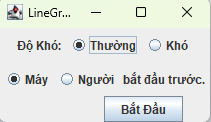 LineGr...
Độ Khó: Thường Khó
Máy Người bắt đầu trước.
Bắt Đầu